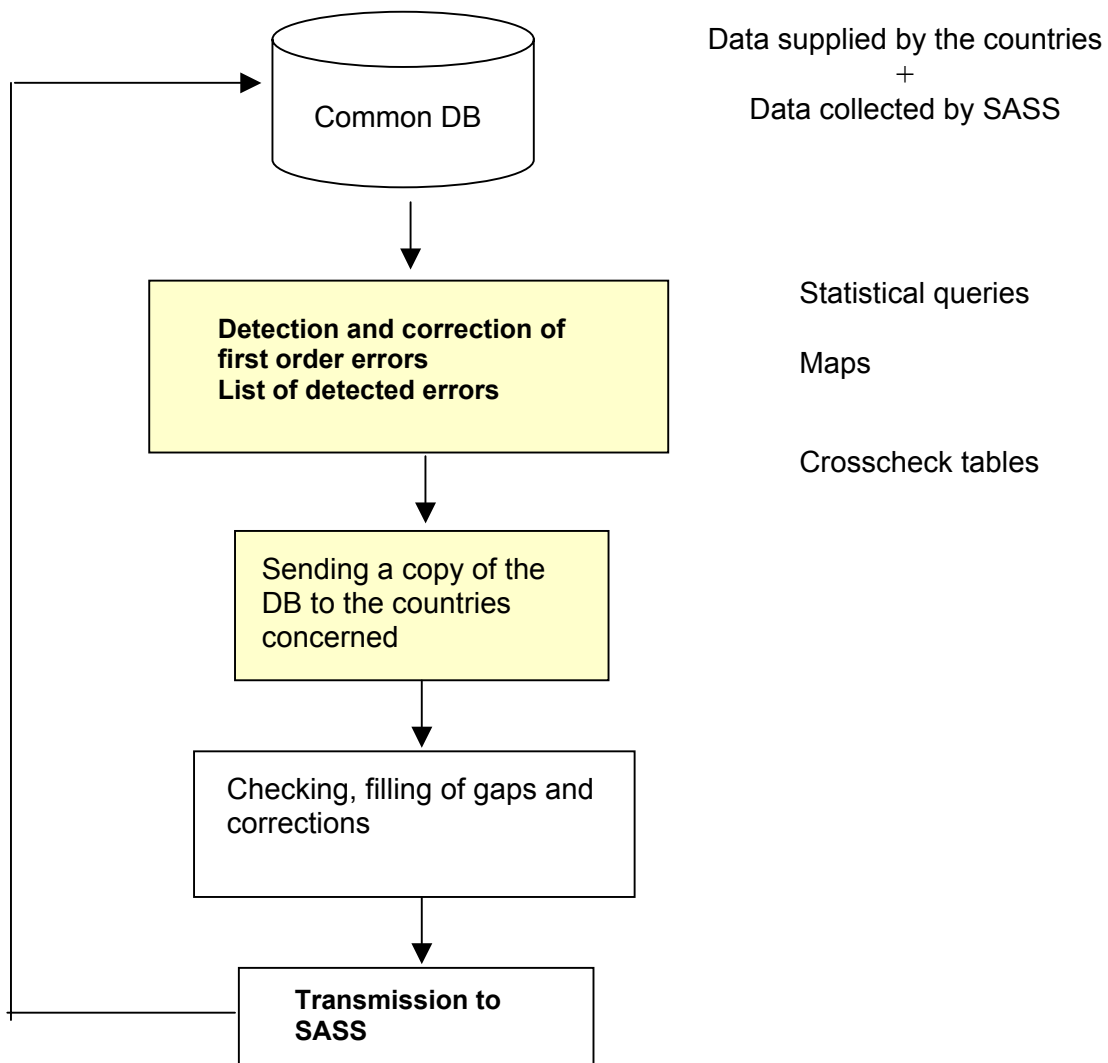 Data supplied by the countries
+
Data collected by SASS
Common DB
Detection and correction of
first order errors
List of detected errors
Statistical queries
Maps
Crosscheck tables
Sending a copy of the
DB to the countries
concerned
Checking, filling of gaps and
corrections
Transmission to
SASS